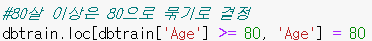 #80살 이상은 80으로 묶기로 결정
dbtrain.loc[dbtrain['Age'] >= 80, 'Age'] = 80